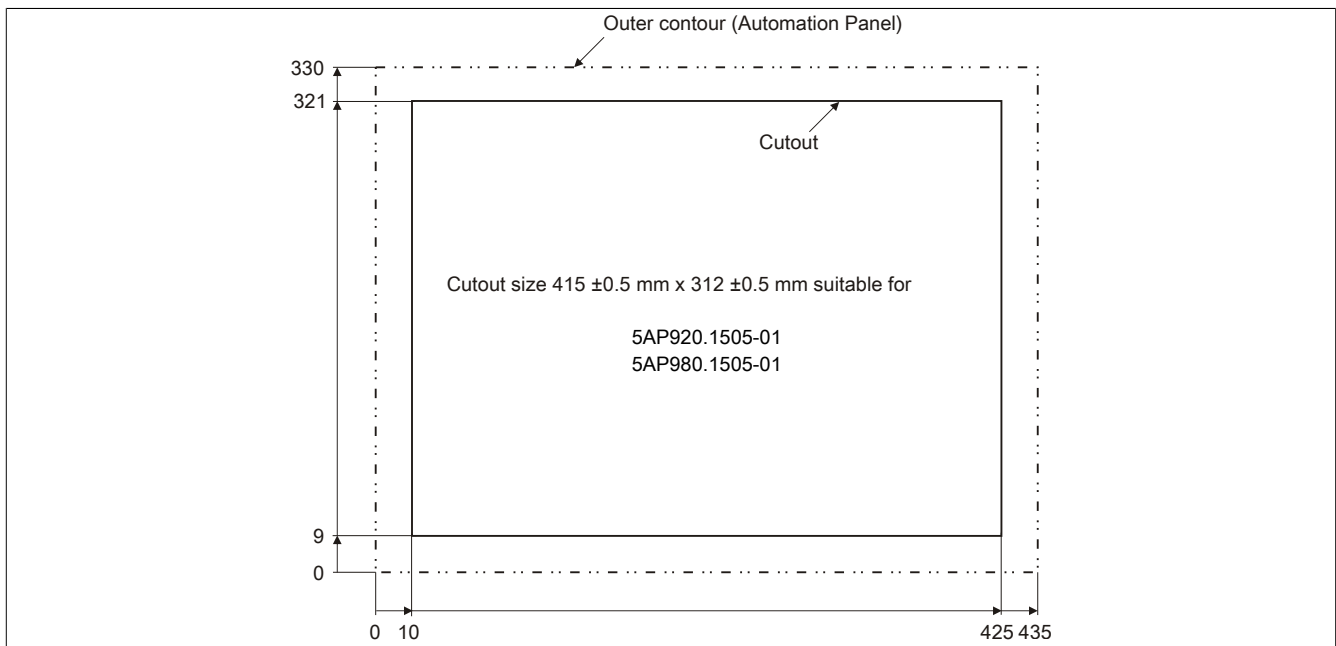 Outer contour (Automation Panel)
330
321
Cutout
Cutout size 415 ±0.5 mm x 312 ±0.5 mm suitable for
5AP920.1505-01
5AP980.1505-01
9
0
0 10 425 435